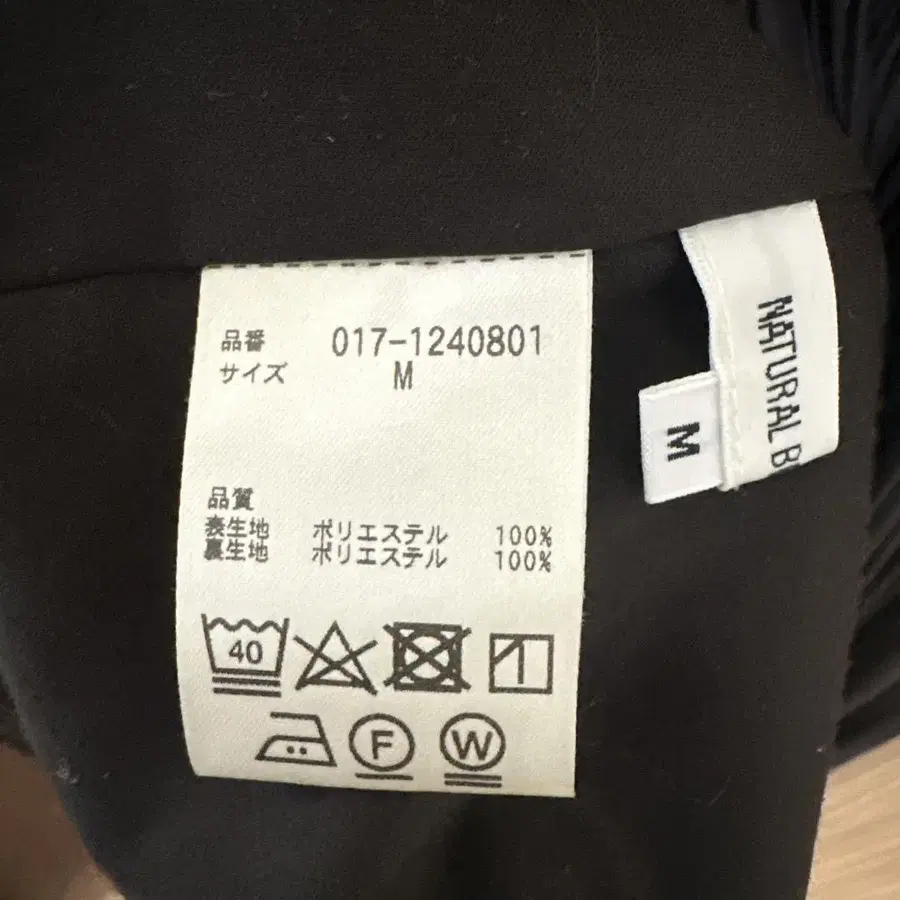 品番 017-1240801
サイズ M
品質
表生地 ポリエステル 100%
裏生地 ポリエステル 100%
40
F W
NATURAL
M